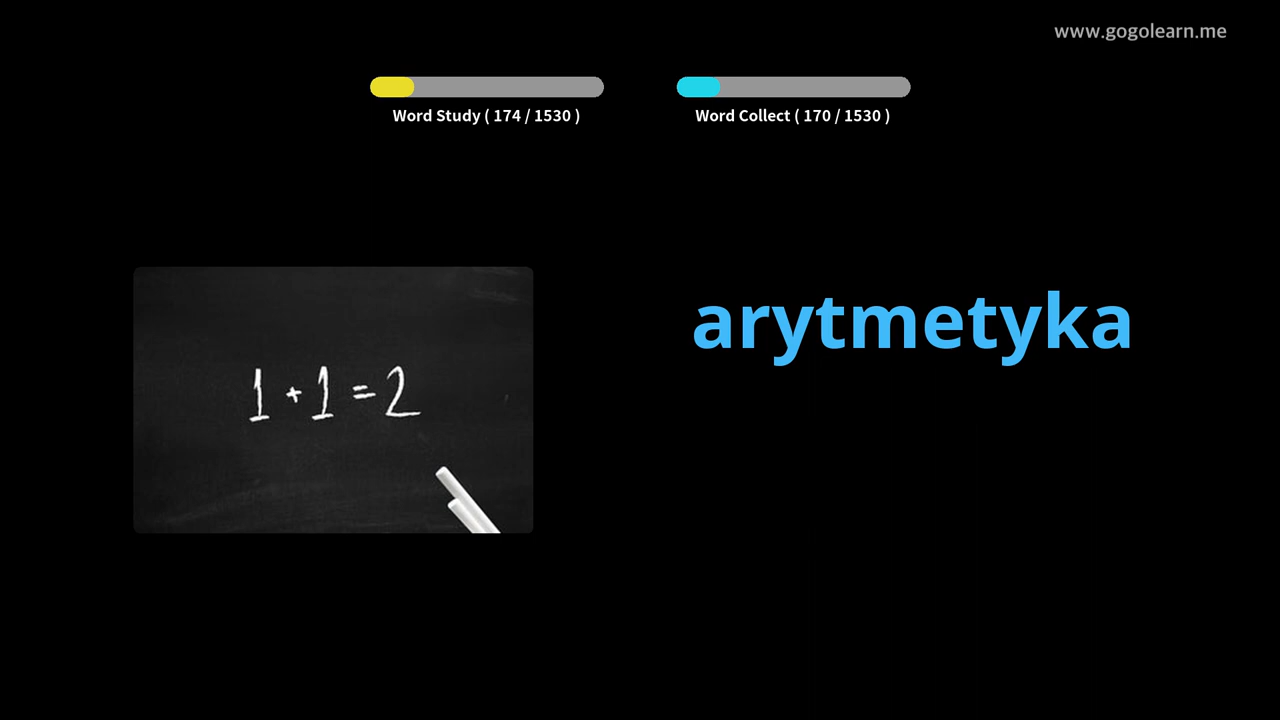 www.gogolearn.me
Word Study ( 174 / 1530 )
Word Collect ( 170 / 1530 )
arytmetyka
1 + 1 = 2